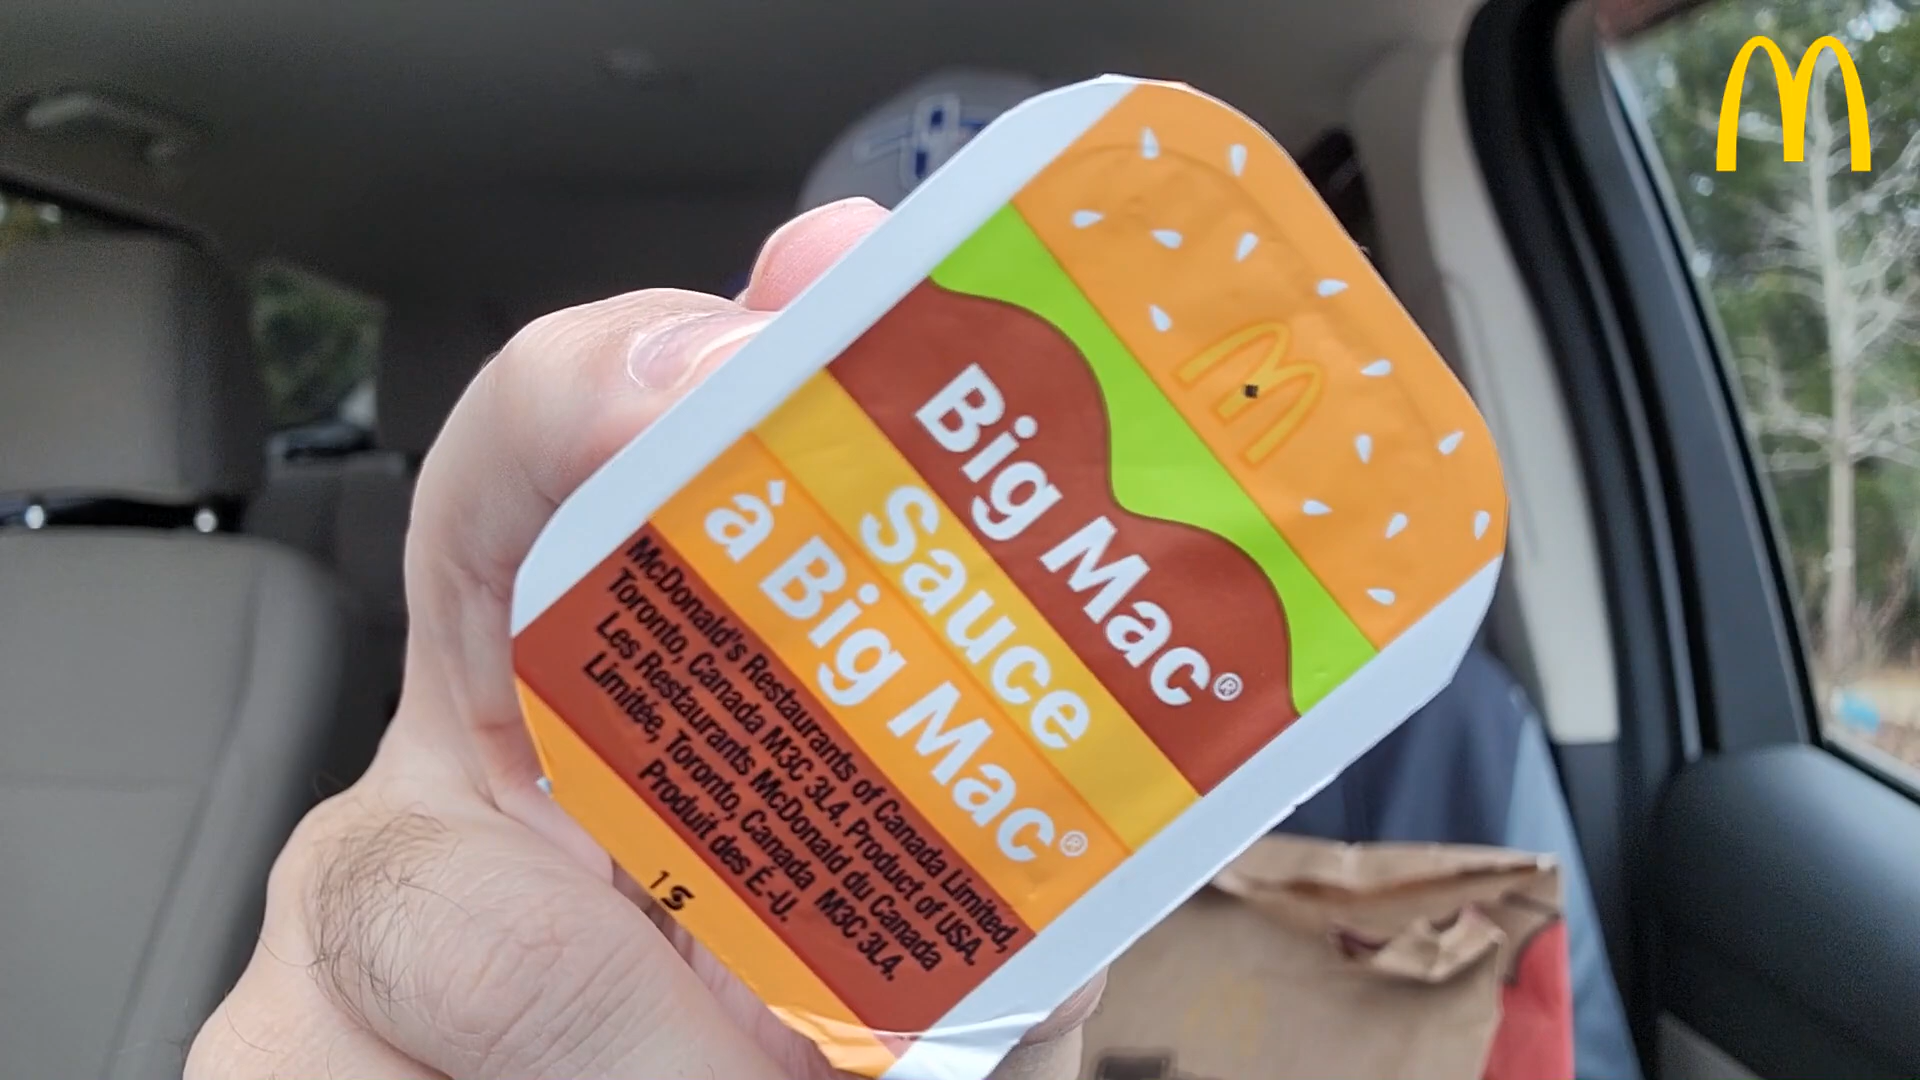 Big Mac®
Sauce
à Big Mac®
McDonald's Restaurants of Canada Limited,
Toronto, Canada M3C 3L4. Product of USA.
Les Restaurants McDonald du Canada
Limitée, Toronto, Canada M3C 3L4.
Produit des É.-U.